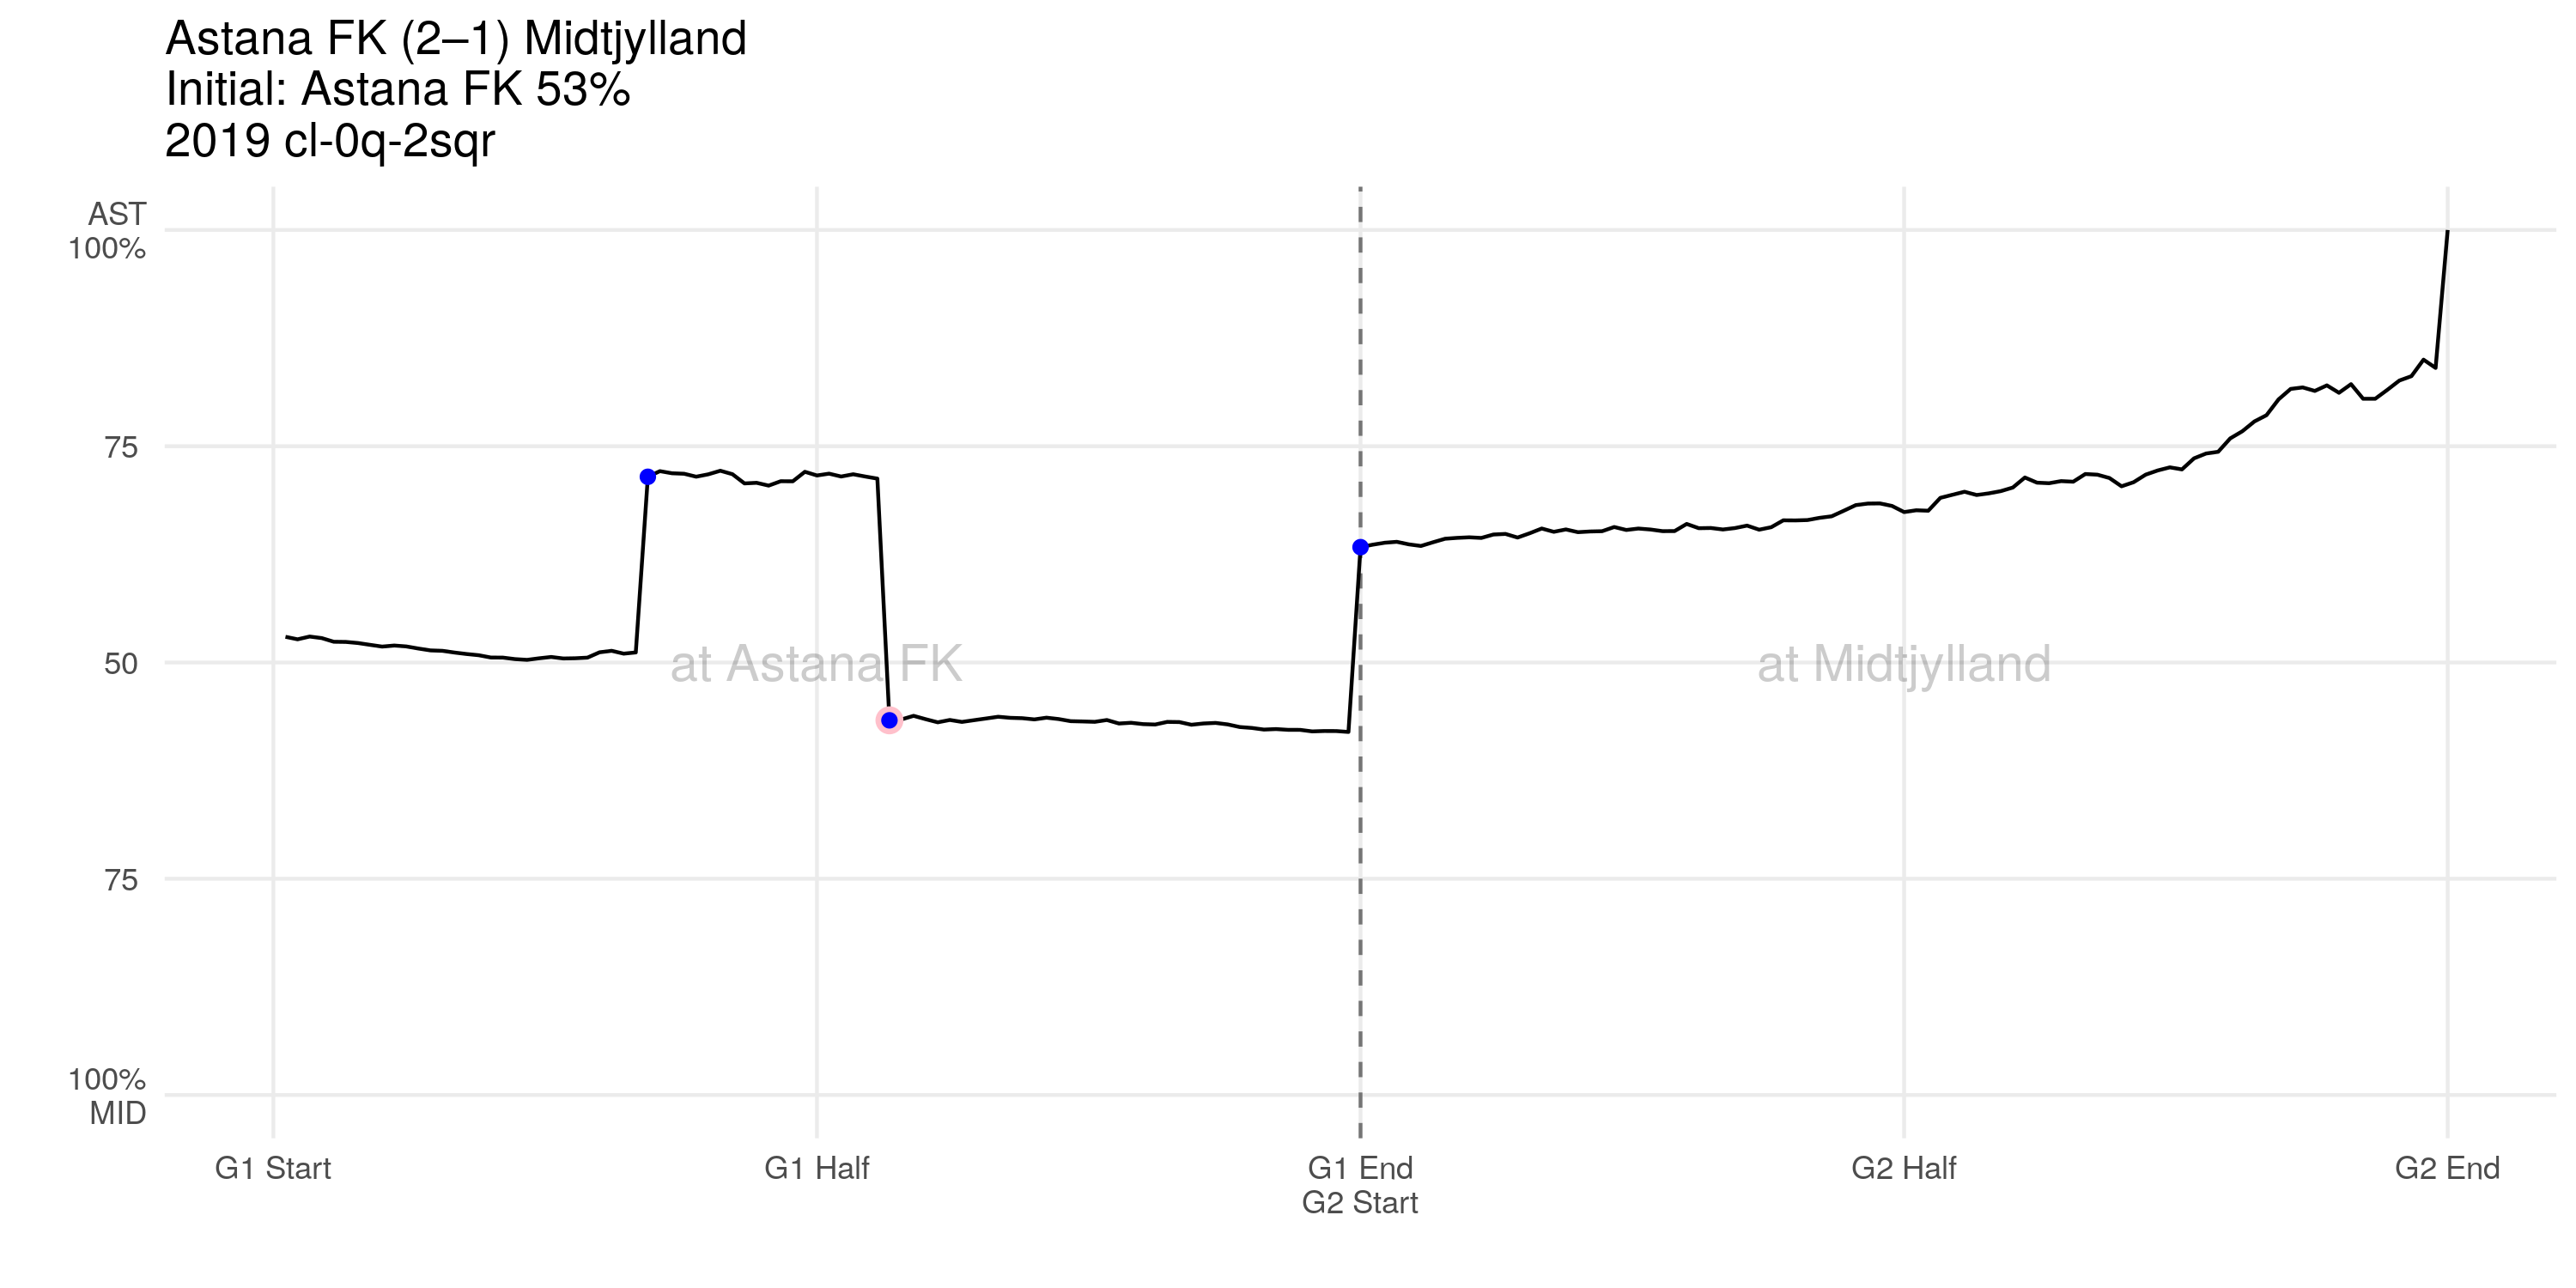 Astana FK (2–1) Midtjylland
Initial: Astana FK 53%
2019 cl-0q-2sqr
AST
100%
75
50
75
100%
MID
at Astana FK
at Midtjylland
G1 Start
G1 Half
G1 End
G2 Start
G2 Half
G2 End